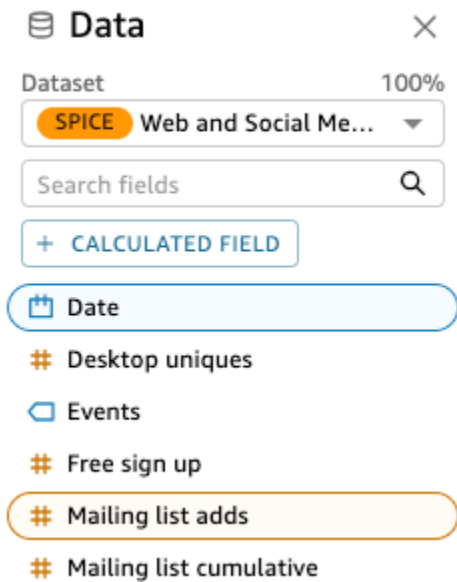 Data
Dataset 100%
SPICE Web and Social Me...
Search fields
+ CALCULATED FIELD
Date
# Desktop uniques
Events
# Free sign up
# Mailing list adds
# Mailing list cumulative